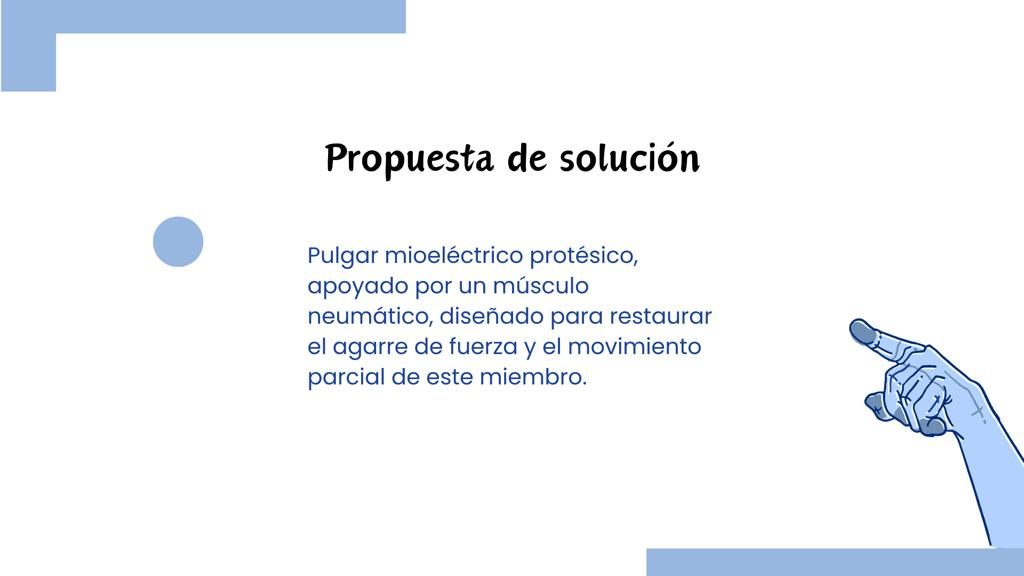 Propuesta de solución
Pulgar mioeléctrico protésico,
apoyado por un músculo
neumático, diseñado para restaurar
el agarre de fuerza y el movimiento
parcial de este miembro.